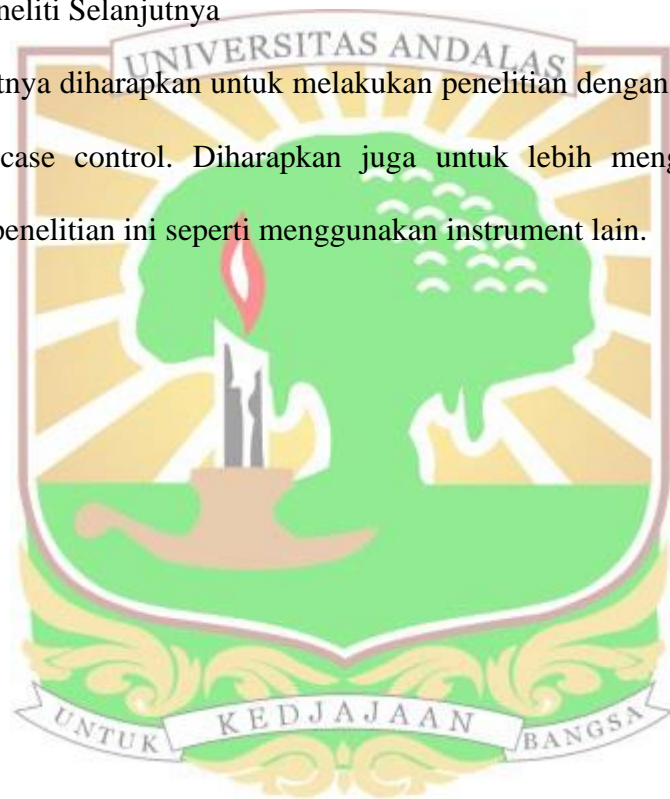 neliti Selanjutnya
UNIVERSITAS ANDALAS
tnya diharapkan untuk melakukan penelitian dengan
case control. Diharapkan juga untuk lebih meng
penelitian ini seperti menggunakan instrument lain.
UNTUK KEDJAJAAN BANGSA